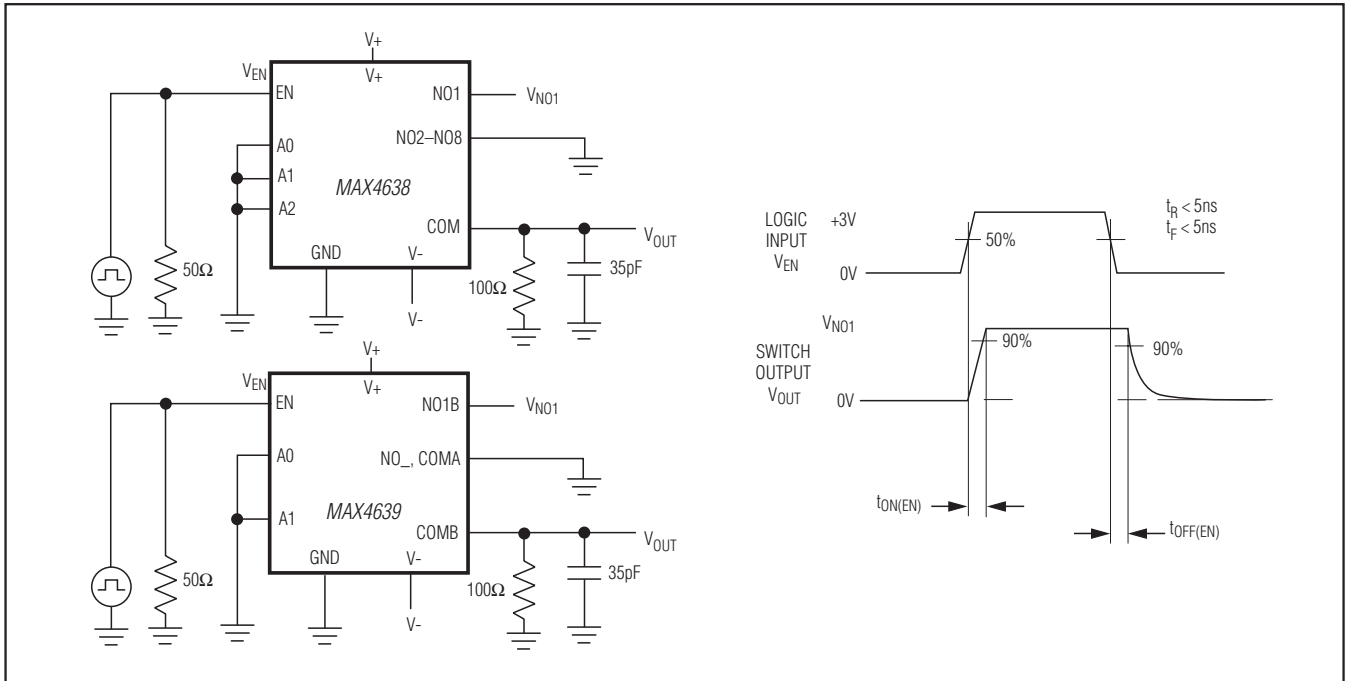 V+
V+
VEN
EN
NO1
VNO1
NO2–NO8
A0
A1
A2
MAX4638
COM
VOUT
GND
V-
50Ω
100Ω
35pF
V-
V+
V+
VEN
EN
NO1B
VNO1
A0
NO_, COMA
A1
MAX4639
COMB
VOUT
GND
V-
50Ω
100Ω
35pF
V-
LOGIC
INPUT
VEN
+3V
0V
50%
tR < 5ns
tF < 5ns
VNO1
SWITCH
OUTPUT
VOUT
0V
90%
90%
tON(EN)
tOFF(EN)